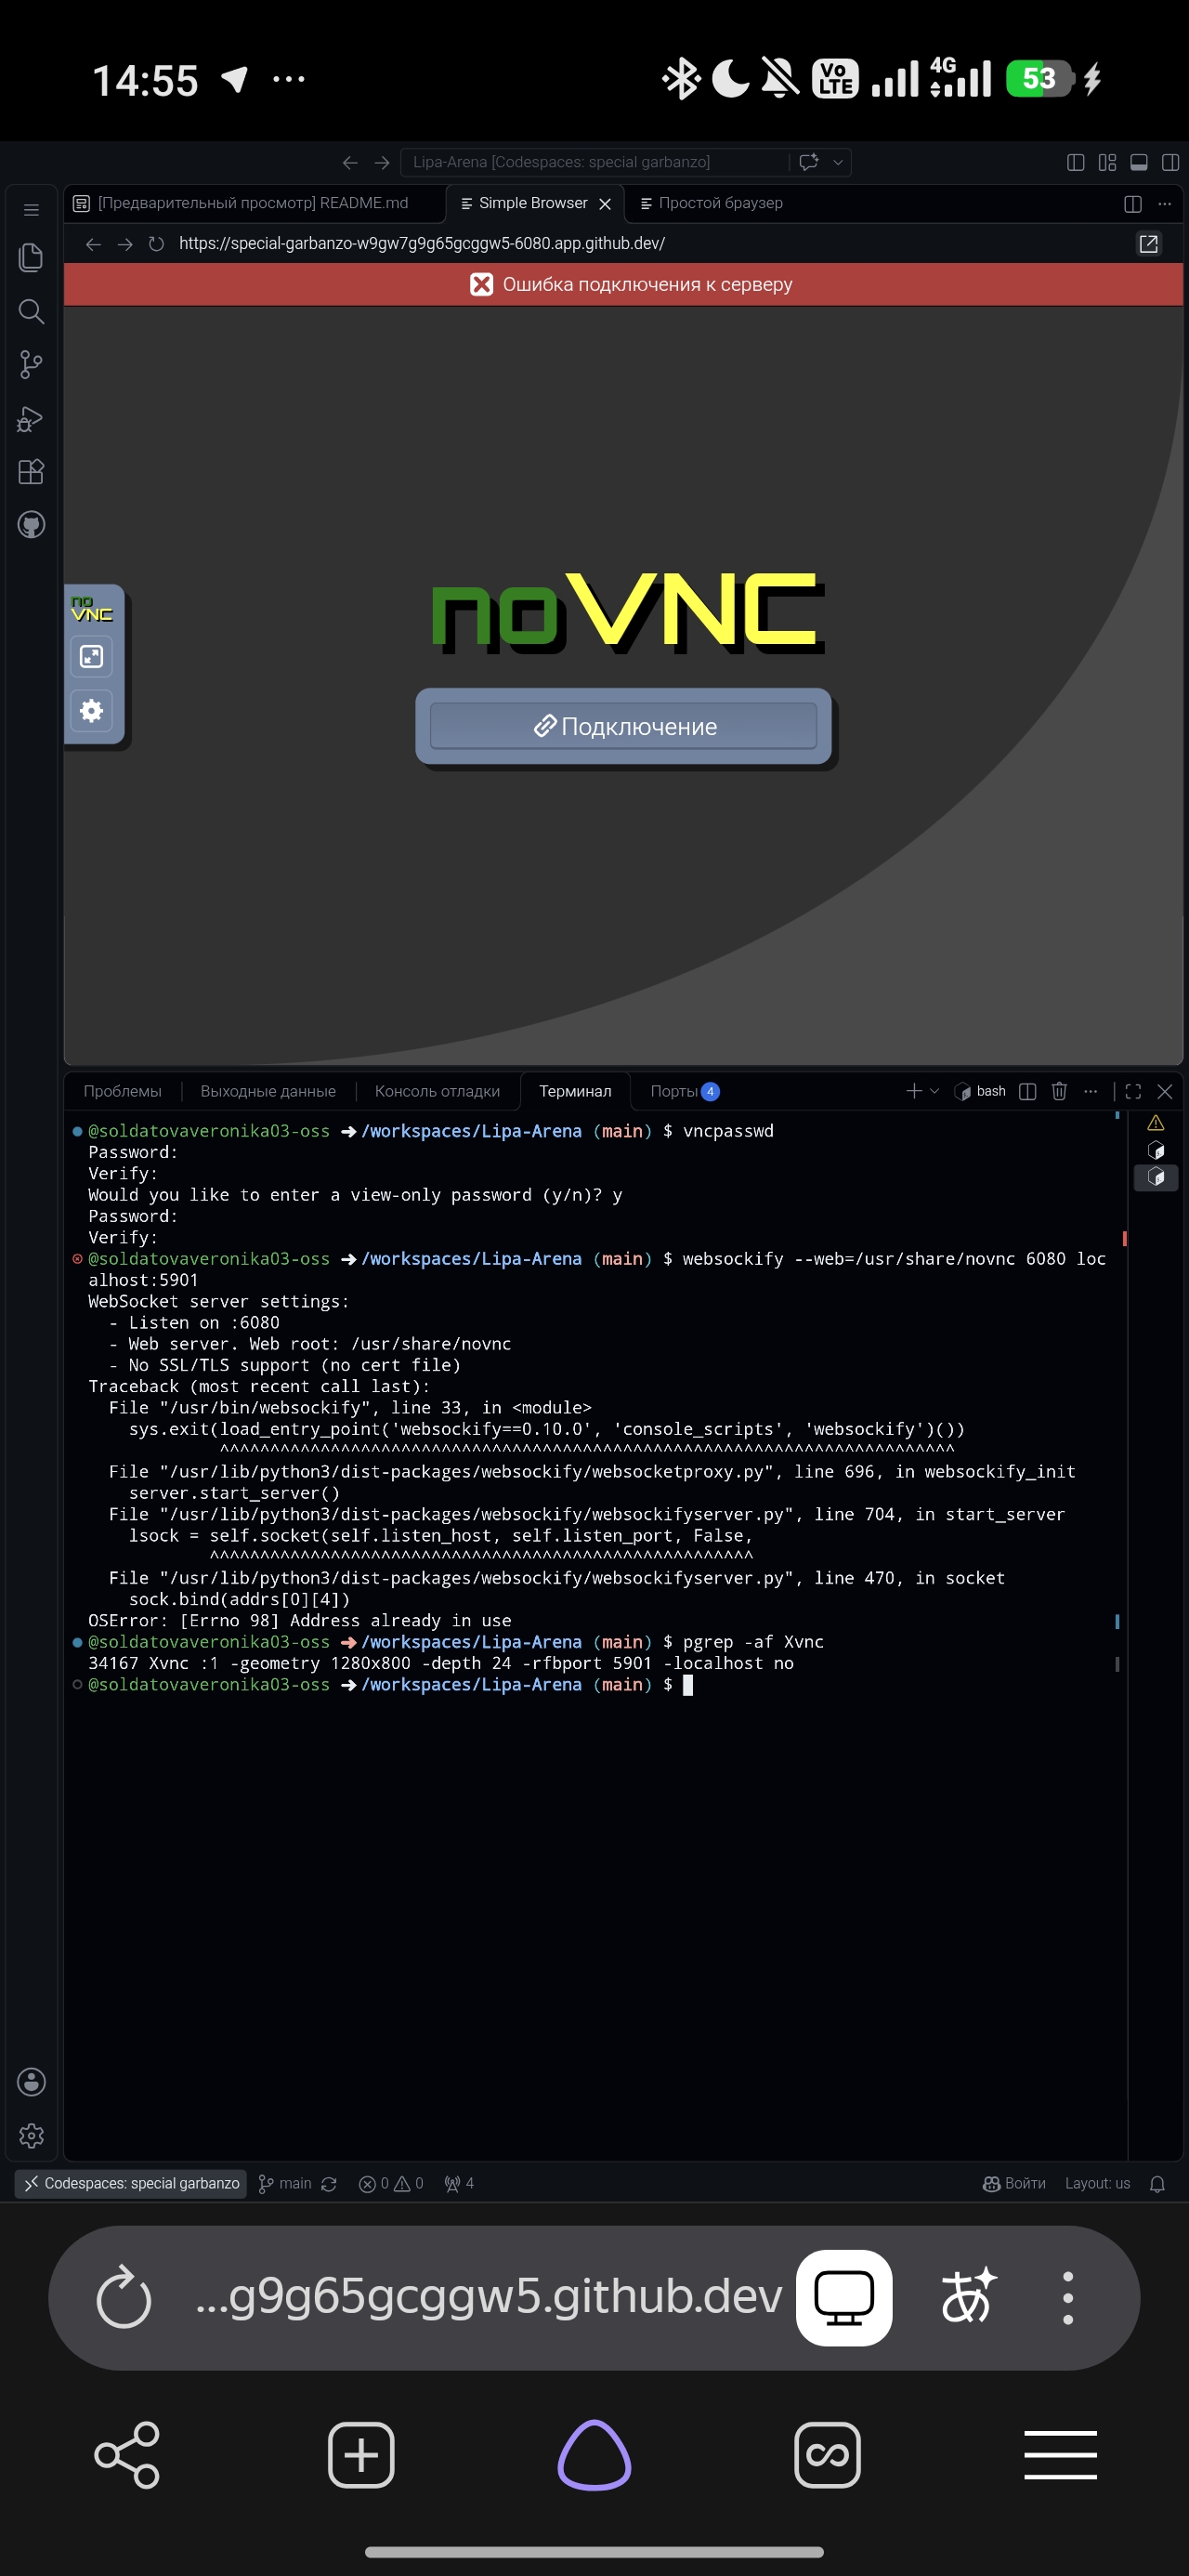 14:55
Vo LTE
4G
53
Lipa-Arena [Codespaces: special garbanzo]
[Предварительный просмотр] README.md
Simple Browser
Простой браузер
https://special-garbanzo-w9gw7g9g65gcggw5-6080.app.github.dev/
Ошибка подключения к серверу
no
VNC
noVNC
Подключение
Проблемы
Выходные данные
Консоль отладки
Терминал
Порты 4
bash
@soldatovaveronika03-oss ➜ /workspaces/Lipa-Arena (main) $ vncpasswd
Password:
Verify:
Would you like to enter a view-only password (y/n)? y
Password:
Verify:
@soldatovaveronika03-oss ➜ /workspaces/Lipa-Arena (main) $ websockify --web=/usr/share/novnc 6080 loc
alhost:5901
WebSocket server settings:
  - Listen on :6080
  - Web server. Web root: /usr/share/novnc
  - No SSL/TLS support (no cert file)
Traceback (most recent call last):
  File "/usr/bin/websockify", line 33, in <module>
    sys.exit(load_entry_point('websockify==0.10.0', 'console_scripts', 'websockify')())
             ^^^^^^^^^^^^^^^^^^^^^^^^^^^^^^^^^^^^^^^^^^^^^^^^^^^^^^^^^^^^^^^^^^^^^^^^^
  File "/usr/lib/python3/dist-packages/websockify/websocketproxy.py", line 696, in websockify_init
    server.start_server()
  File "/usr/lib/python3/dist-packages/websockify/websockifyserver.py", line 704, in start_server
    lsock = self.socket(self.listen_host, self.listen_port, False,
            ^^^^^^^^^^^^^^^^^^^^^^^^^^^^^^^^^^^^^^^^^^^^^^^^^^^^^^
  File "/usr/lib/python3/dist-packages/websockify/websockifyserver.py", line 470, in socket
    sock.bind(addrs[0][4])
OSError: [Errno 98] Address already in use
@soldatovaveronika03-oss ➜ /workspaces/Lipa-Arena (main) $ pgrep -af Xvnc
34167 Xvnc :1 -geometry 1280x800 -depth 24 -rfbport 5901 -localhost no
@soldatovaveronika03-oss ➜ /workspaces/Lipa-Arena (main) $
Codespaces: special garbanzo
main
0
0
4
Войти
Layout: us
...g9g65gcggw5.github.dev
あ